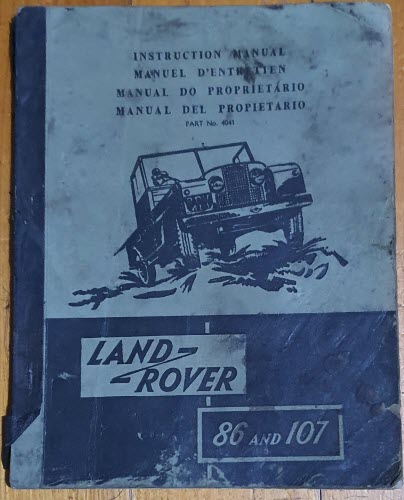 INSTRUCTION MANUAL
MANUEL D'ENTRETIEN
MANUAL DO PROPRIETÁRIO
MANUAL DEL PROPIETARIO
PART No. 4041
LAND-
ROVER
86 AND 107